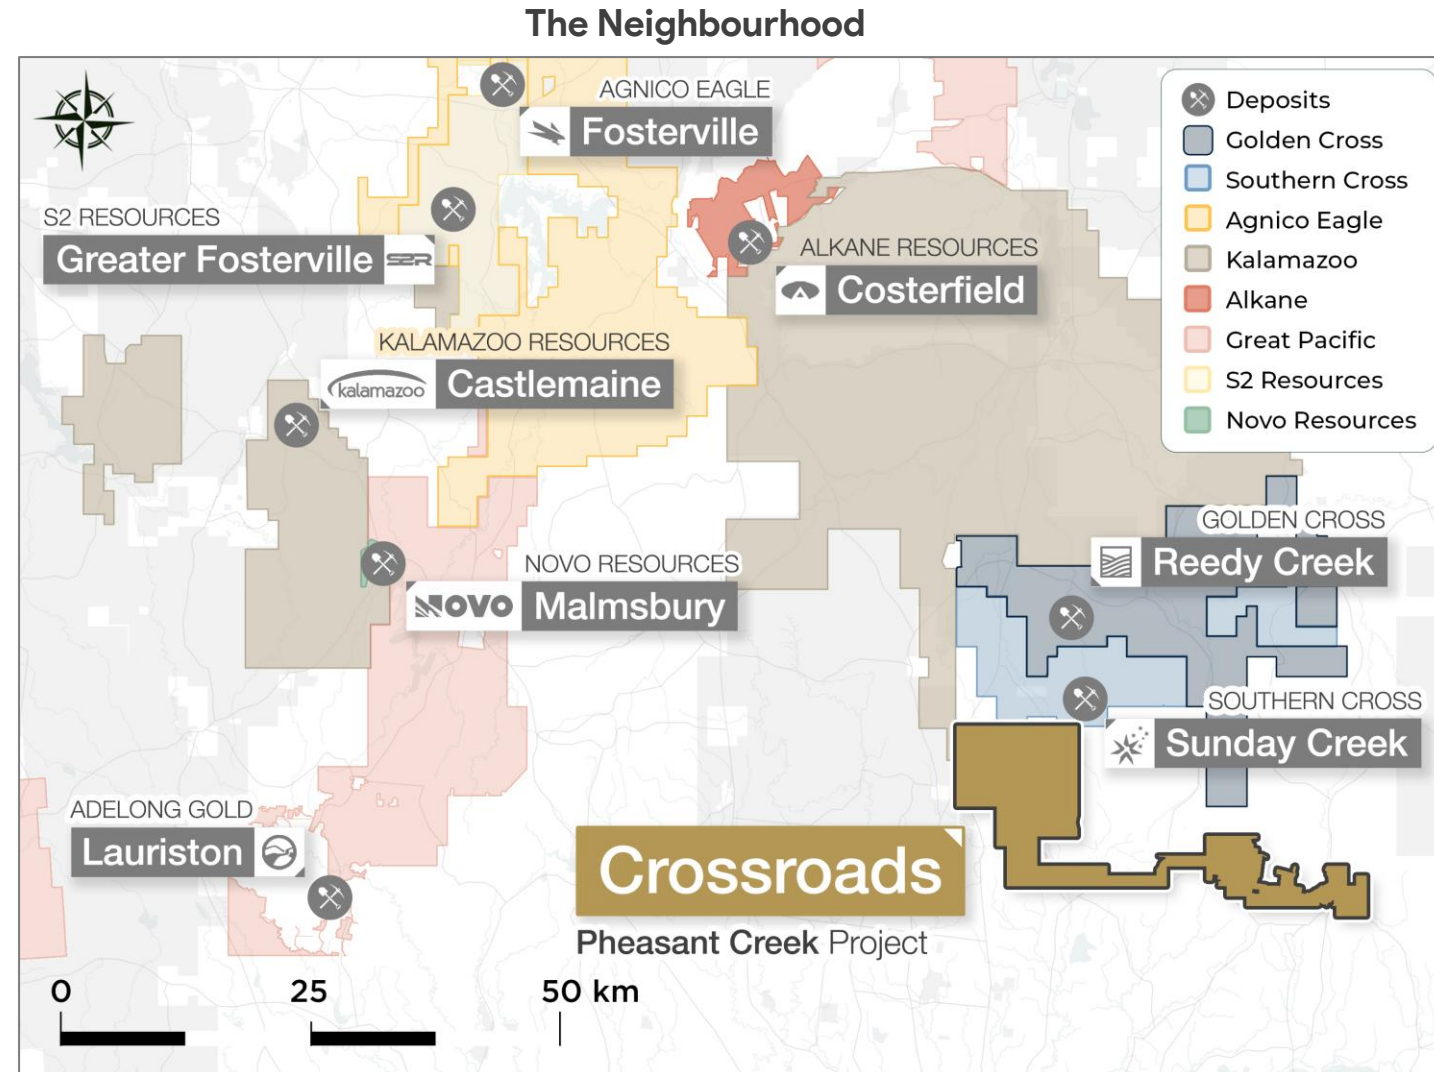 The Neighbourhood
AGNICO EAGLE
Fosterville
S2 RESOURCES
Greater Fosterville S2R
ALKANE RESOURCES
Costerfield
KALAMAZOO RESOURCES
kalamazoo Castlemaine
NOVO RESOURCES
NOVO Malmsbury
GOLDEN CROSS
Reedy Creek
SOUTHERN CROSS
Sunday Creek
ADELONG GOLD
Lauriston
Crossroads
Pheasant Creek Project
0 25 50 km
Deposits
Golden Cross
Southern Cross
Agnico Eagle
Kalamazoo
Alkane
Great Pacific
S2 Resources
Novo Resources